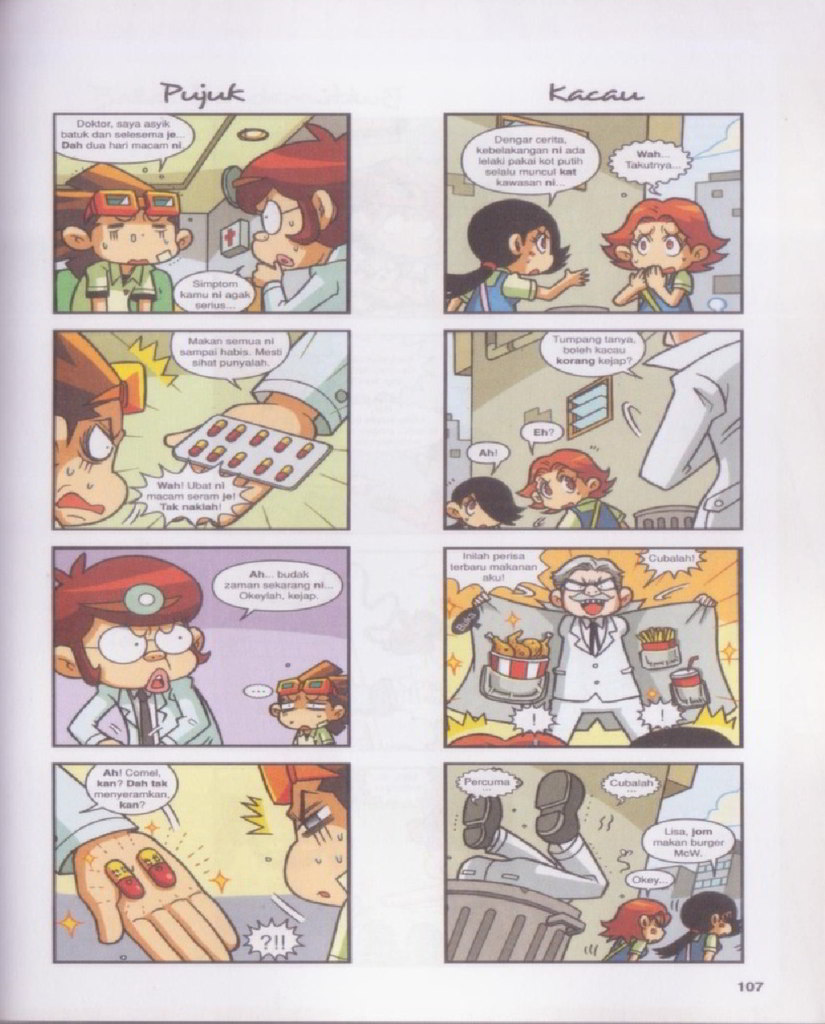 Pujuk
Doktor, saya asyik
batuk dan selesema je...
Dah dua hari macam ni
Simptom
kamu ni agak
serius...
Makan semua ni
sampai habis. Mesti
sihat punyalah.
Wah! Ubat ni
macam seram je!
Tak naklah!
Ah... budak
zaman sekarang ni...
Okeylah, kejap.
...
Ah! Comel,
kan? Dah tak
menyeramkan,
kan?
?!!
Kacau
Dengar cerita,
kebelakangan ni ada
lelaki pakai kot putih
selalu muncul kat
kawasan ni...
Wah...
Takutnya...
Tumpang tanya,
boleh kacau
korang kejap?
Eh?
Ah!
Inilah perisa
terbaru makanan
aku!
Cubalah!
!
!
Percuma
...
Cubalah
...
Lisa, jom
makan burger
McW.
Okey...
107